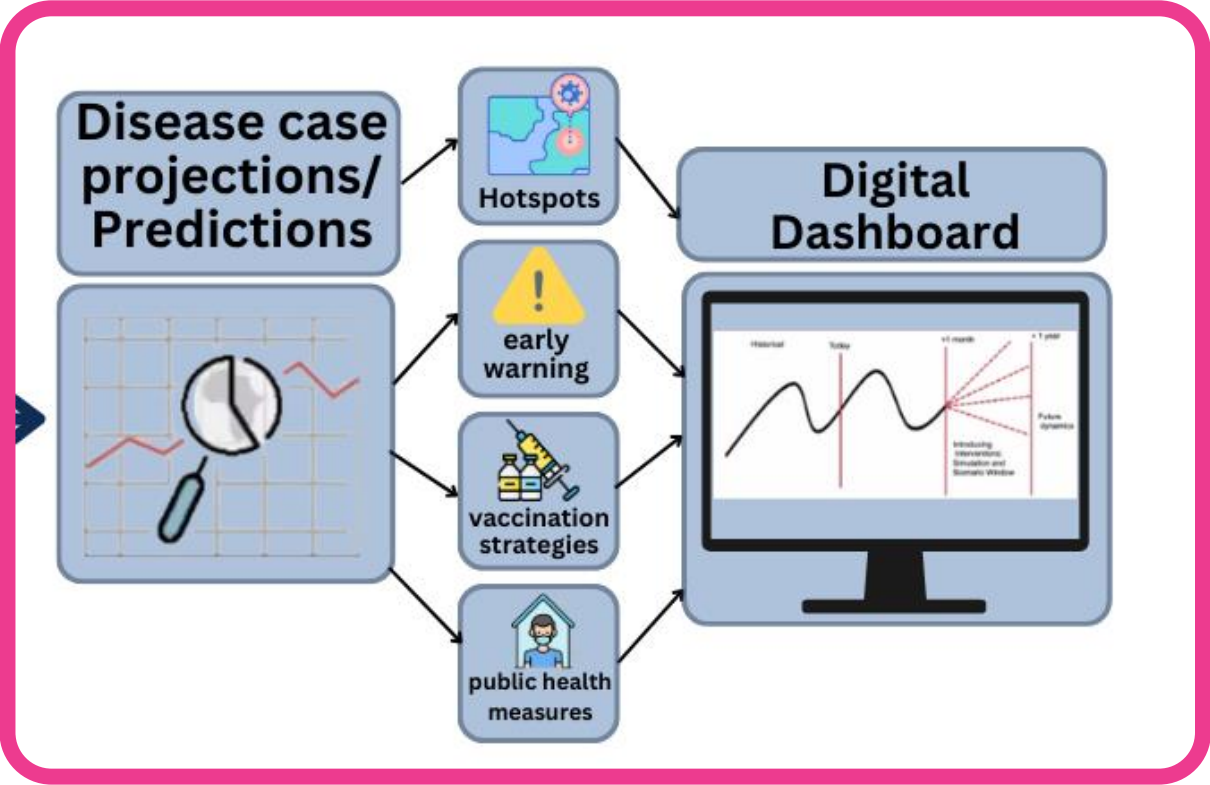 Disease case
projections/
Predictions
Hotspots
early
warning
vaccination
strategies
public health
measures
Digital
Dashboard
Historical
Today
+1 month
+ 1 year
Future
dynamics
Introducing
Interventions:
Simulation and
Scenario Window